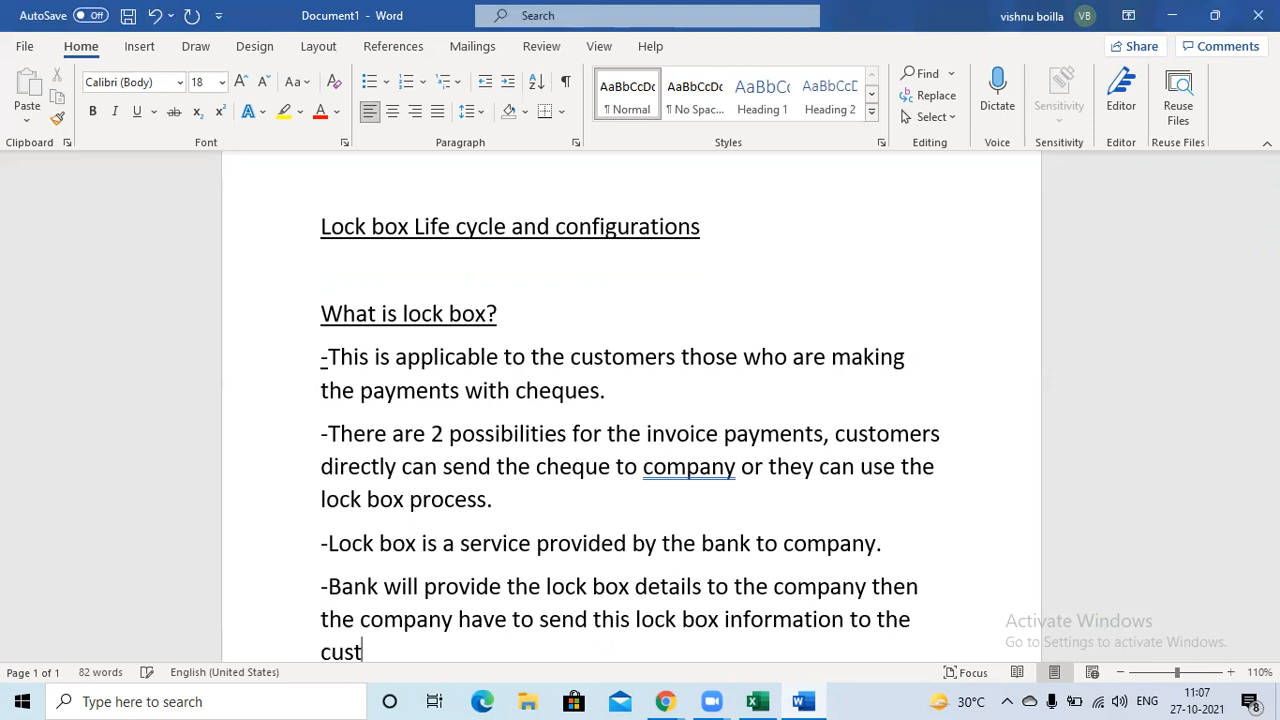 AutoSave Off Document1 - Word Search vishnu boilla VB
File Home Insert Draw Design Layout References Mailings Review View Help Share Comments
Paste Calibri (Body) 18 A A Aa A AaBbCcDc AaBbCcDc AaBbCc AaBbCcD Find Dictate Sensitivity Editor Reuse Files
B I U ab x₂ x² A A Normal No Spac... Heading 1 Heading 2 Replace Select
Clipboard Font Paragraph Styles Editing Voice Sensitivity Editor Reuse Files
Lock box Life cycle and configurations
What is lock box?
-This is applicable to the customers those who are making
the payments with cheques.
-There are 2 possibilities for the invoice payments, customers
directly can send the cheque to company or they can use the
lock box process.
-Lock box is a service provided by the bank to company.
-Bank will provide the lock box details to the company then
the company have to send this lock box information to the
cust
Activate Windows
Go to Settings to activate Windows.
Page 1 of 1 82 words English (United States) Focus 110%
Type here to search 30°C ENG 11:07 27-10-2021 8